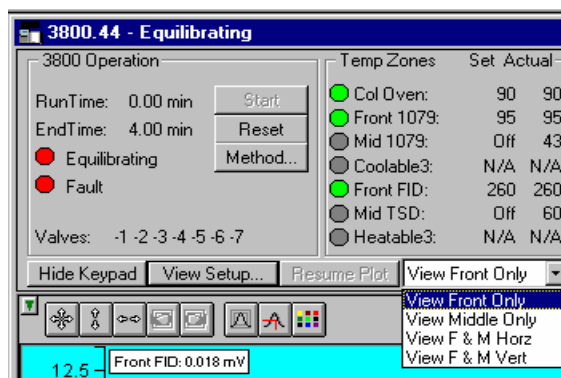 3800.44 - Equilibrating
3800 Operation
RunTime: 0.00 min Start
EndTime: 4.00 min Reset
Equilibrating Method...
Fault
Valves: -1 -2 -3 -4 -5 -6 -7
Temp Zones Set Actual
Col Oven: 90 90
Front 1079: 95 95
Mid 1079: Off 43
Coolable3: N/A N/A
Front FID: 260 260
Mid TSD: Off 60
Heatable3: N/A N/A
Hide Keypad View Setup... Resume Plot View Front Only
View Front Only
View Middle Only
View F & M Horz
View F & M Vert
12.5 Front FID: 0.018 mV